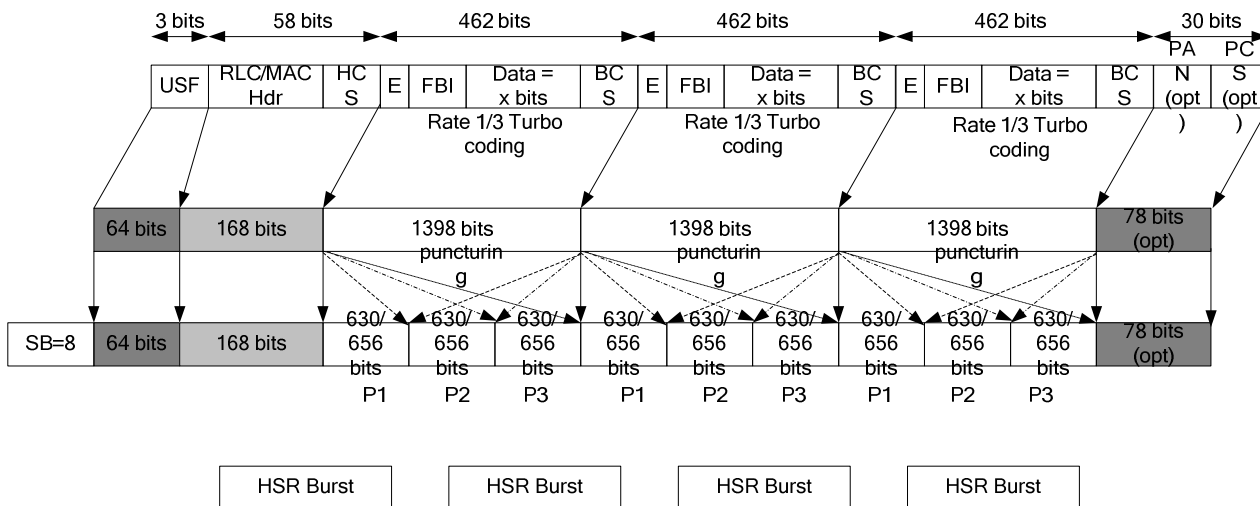 3 bits 58 bits 462 bits 462 bits 462 bits 30 bits
USF
RLC/MAC
Hdr
HC
S
E
FBI
Data =
x bits
BC
S
E
FBI
Data =
x bits
BC
S
E
FBI
Data =
x bits
BC
S
PA
N
(opt
)
PC
S
(opt
)
Rate 1/3 Turbo
coding
Rate 1/3 Turbo
coding
Rate 1/3 Turbo
coding
64 bits
168 bits
1398 bits
puncturin
g
1398 bits
puncturin
g
1398 bits
puncturin
g
78 bits
(opt)
SB=8
64 bits
168 bits
630/
656
bits
P1
630/
656
bits
P2
630/
656
bits
P3
630/
656
bits
P1
630/
656
bits
P2
630/
656
bits
P3
630/
656
bits
P1
630/
656
bits
P2
630/
656
bits
P3
78 bits
(opt)
HSR Burst
HSR Burst
HSR Burst
HSR Burst